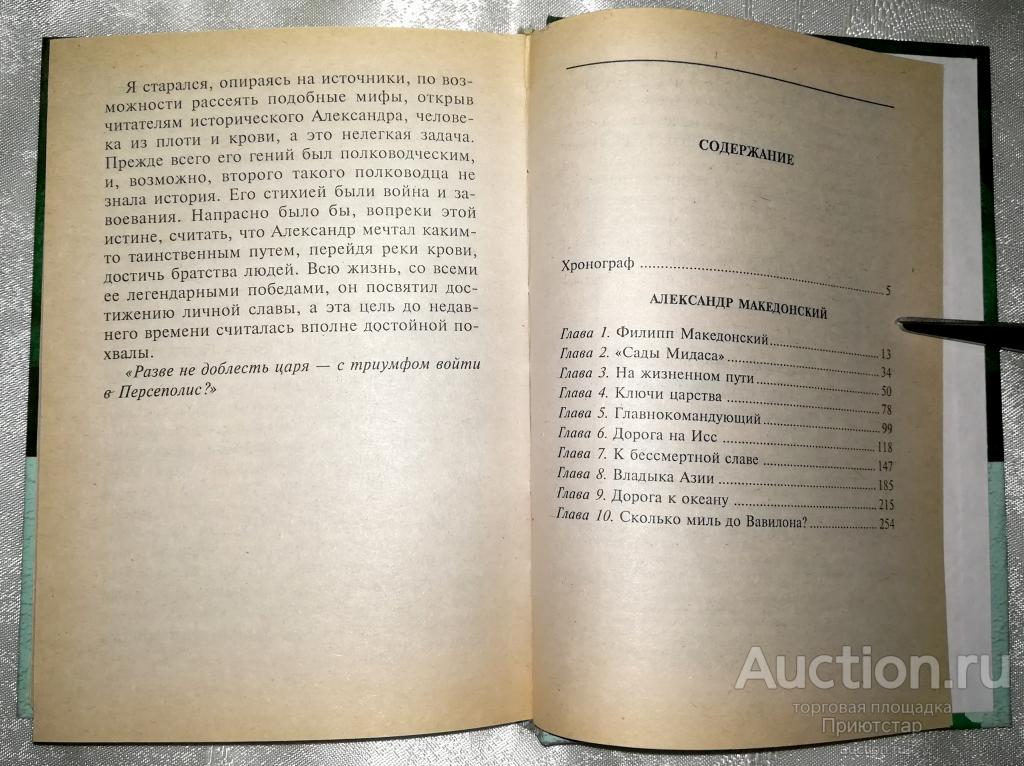 Я старался, опираясь на источники, по воз-
можности рассеять подобные мифы, открыв
читателям исторического Александра, челове-
ка из плоти и крови, а это нелегкая задача.
Прежде всего его гений был полководческим,
и, возможно, второго такого полководца не
знала история. Его стихией были война и за-
воевания. Напрасно было бы, вопреки этой
истине, считать, что Александр мечтал каким-
то таинственным путем, перейдя реки крови,
достичь братства людей. Всю жизнь, со всеми
ее легендарными победами, он посвятил дос-
тижению личной славы, а эта цель до недав-
него времени считалась вполне достойной по-
хвалы.
«Разве не доблесть царя — с триумфом войти
в Персеполис?»
СОДЕРЖАНИЕ
Хронограф ... 5
АЛЕКСАНДР МАКЕДОНСКИЙ
Глава 1. Филипп Македонский ... 13
Глава 2. «Сады Мидаса» ... 34
Глава 3. На жизненном пути ... 50
Глава 4. Ключи царства ... 78
Глава 5. Главнокомандующий ... 99
Глава 6. Дорога на Исс ... 118
Глава 7. К бессмертной славе ... 147
Глава 8. Владыка Азии ... 185
Глава 9. Дорога к океану ... 215
Глава 10. Сколько миль до Вавилона? ... 254
Auction.ru
торговая площадка
Приютстар
auction.ru